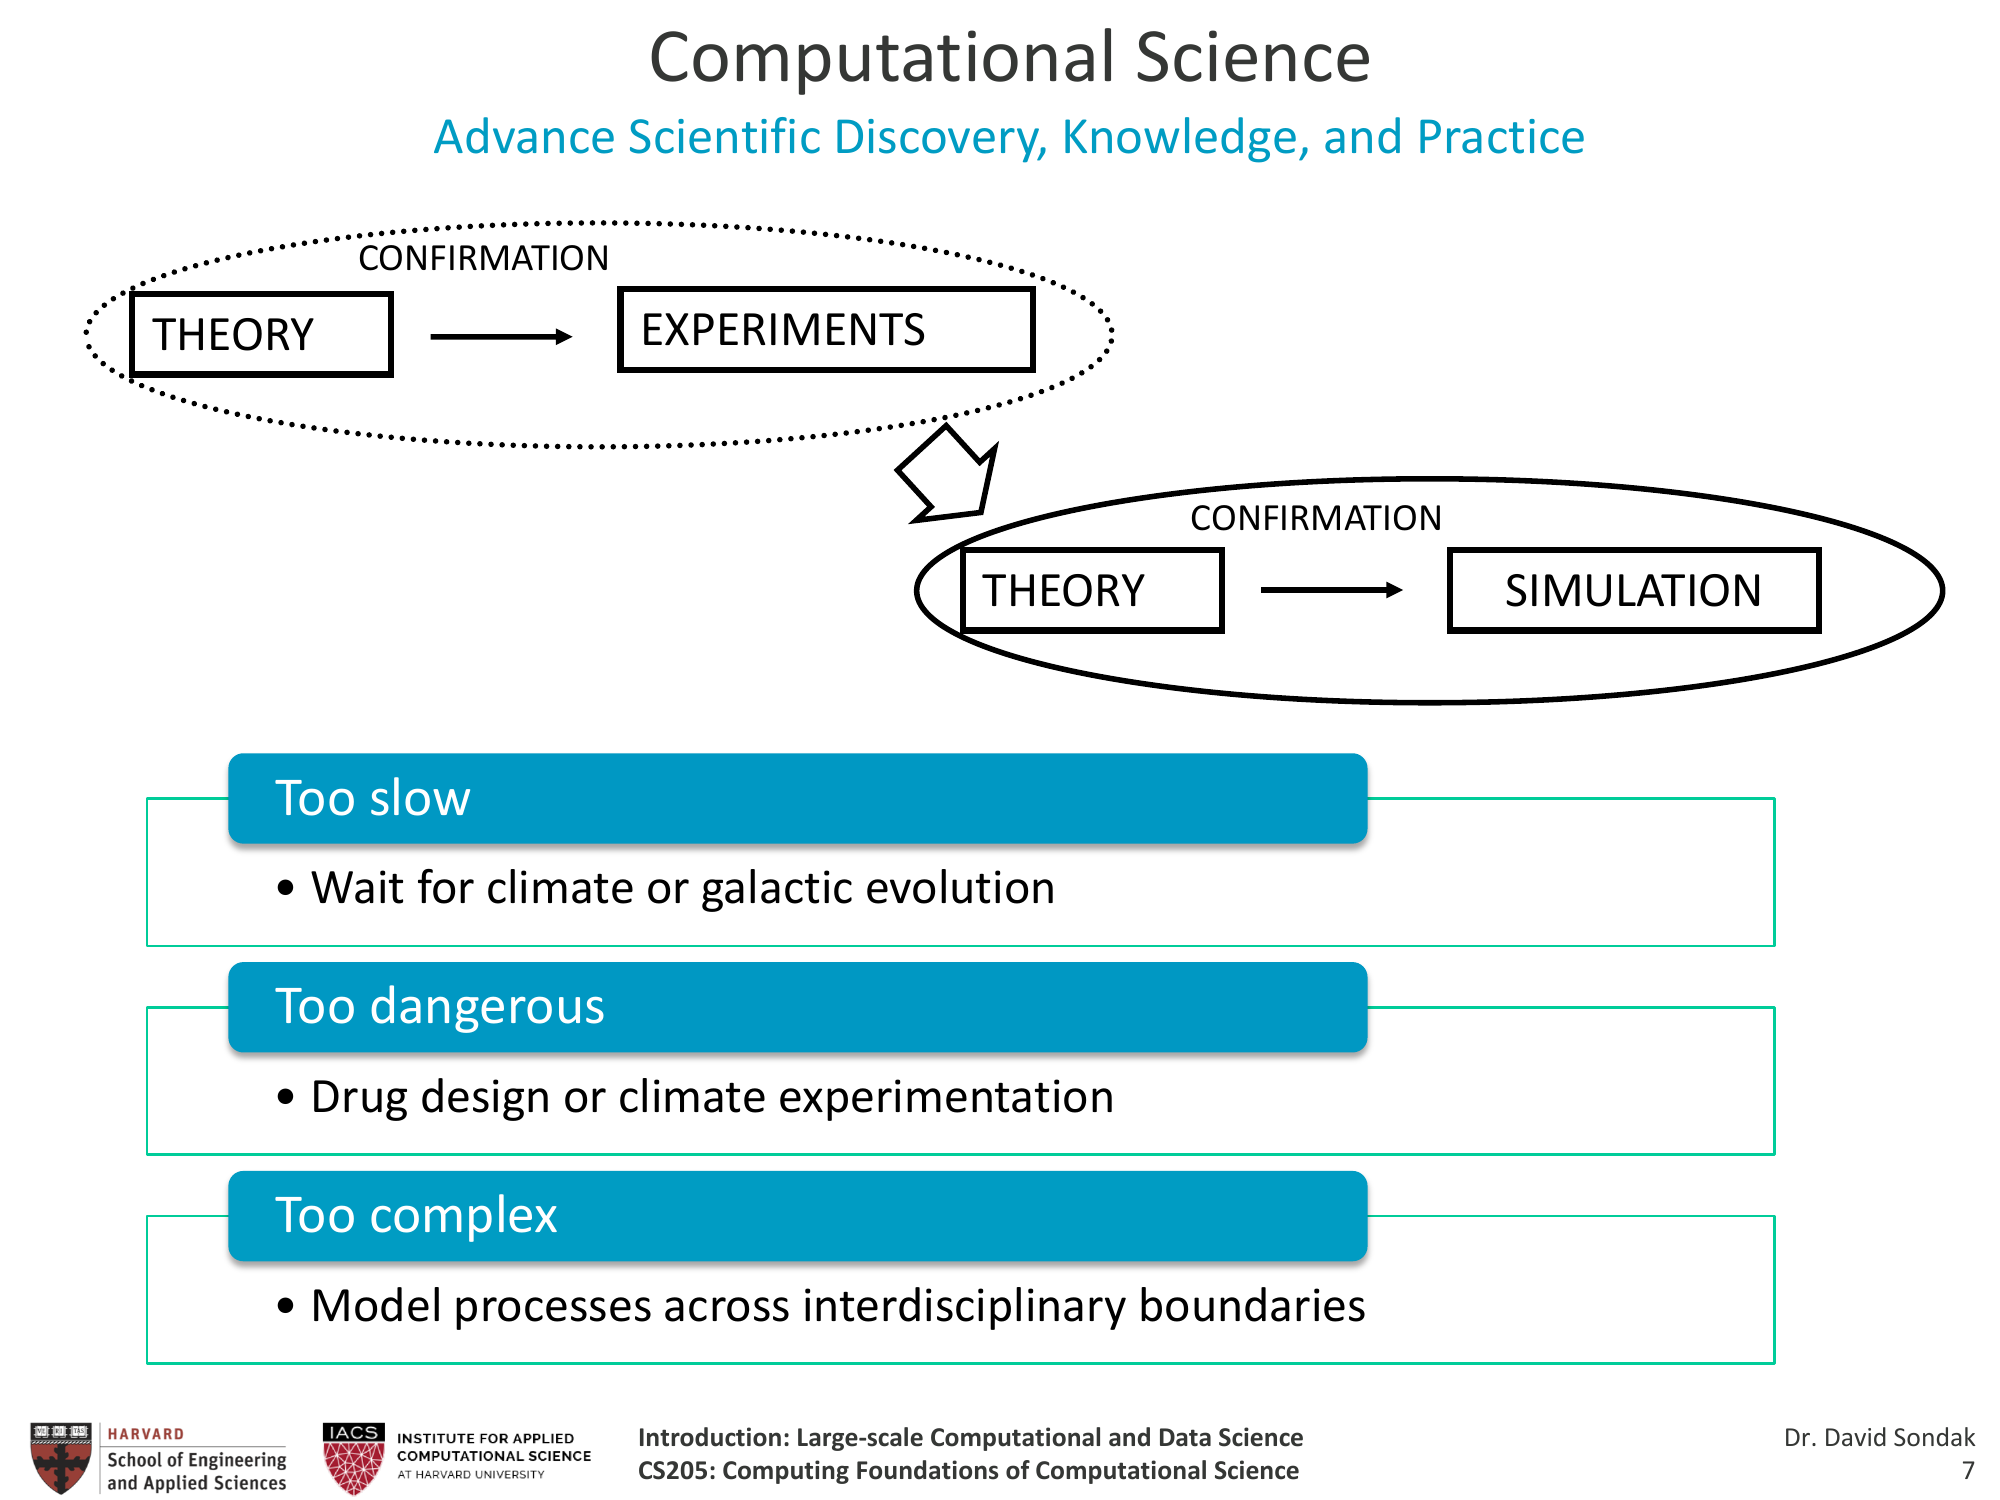 Computational Science
Advance Scientific Discovery, Knowledge, and Practice
CONFIRMATION
THEORY
EXPERIMENTS
CONFIRMATION
THEORY
SIMULATION
Too slow
• Wait for climate or galactic evolution
Too dangerous
• Drug design or climate experimentation
Too complex
• Model processes across interdisciplinary boundaries
HARVARD
School of Engineering
and Applied Sciences
IACS
INSTITUTE FOR APPLIED
COMPUTATIONAL SCIENCE
AT HARVARD UNIVERSITY
Introduction: Large-scale Computational and Data Science
CS205: Computing Foundations of Computational Science
Dr. David Sondak
7